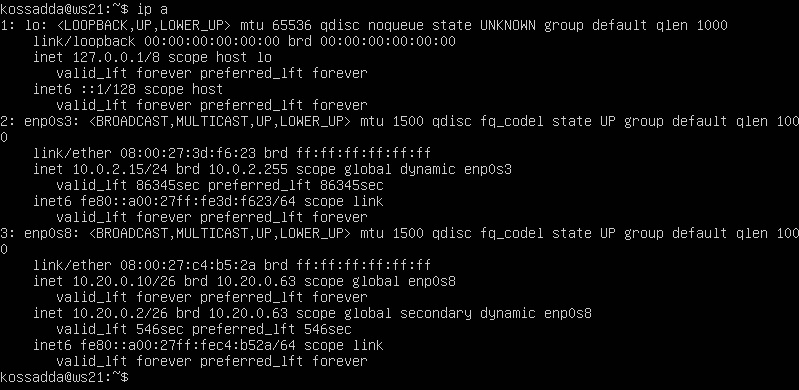 kossadda@ws21:~$ ip a
1: lo: <LOOPBACK,UP,LOWER_UP> mtu 65536 qdisc noqueue state UNKNOWN group default qlen 1000
    link/loopback 00:00:00:00:00:00 brd 00:00:00:00:00:00
    inet 127.0.0.1/8 scope host lo
       valid_lft forever preferred_lft forever
    inet6 ::1/128 scope host
       valid_lft forever preferred_lft forever
2: enp0s3: <BROADCAST,MULTICAST,UP,LOWER_UP> mtu 1500 qdisc fq_codel state UP group default qlen 100
0
    link/ether 08:00:27:3d:f6:23 brd ff:ff:ff:ff:ff:ff
    inet 10.0.2.15/24 brd 10.0.2.255 scope global dynamic enp0s3
       valid_lft 86345sec preferred_lft 86345sec
    inet6 fe80::a00:27ff:fe3d:f623/64 scope link
       valid_lft forever preferred_lft forever
3: enp0s8: <BROADCAST,MULTICAST,UP,LOWER_UP> mtu 1500 qdisc fq_codel state UP group default qlen 100
0
    link/ether 08:00:27:c4:b5:2a brd ff:ff:ff:ff:ff:ff
    inet 10.20.0.10/26 brd 10.20.0.63 scope global enp0s8
       valid_lft forever preferred_lft forever
    inet 10.20.0.2/26 brd 10.20.0.63 scope global secondary dynamic enp0s8
       valid_lft 546sec preferred_lft 546sec
    inet6 fe80::a00:27ff:fec4:b52a/64 scope link
       valid_lft forever preferred_lft forever
kossadda@ws21:~$